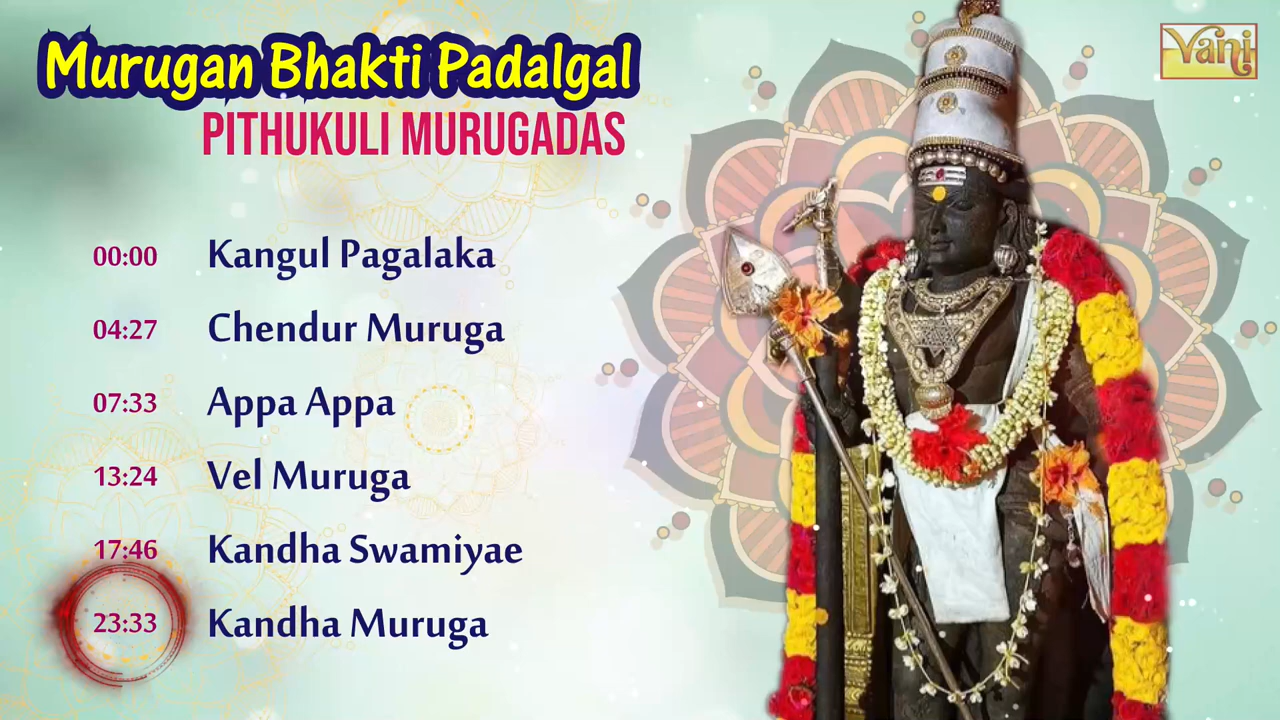 Murugan Bhakti Padalgal
PITHUKULI MURUGADAS
Vani
00:00 Kangul Pagalaka
04:27 Chendur Muruga
07:33 Appa Appa
13:24 Vel Muruga
17:46 Kandha Swamiyae
23:33 Kandha Muruga